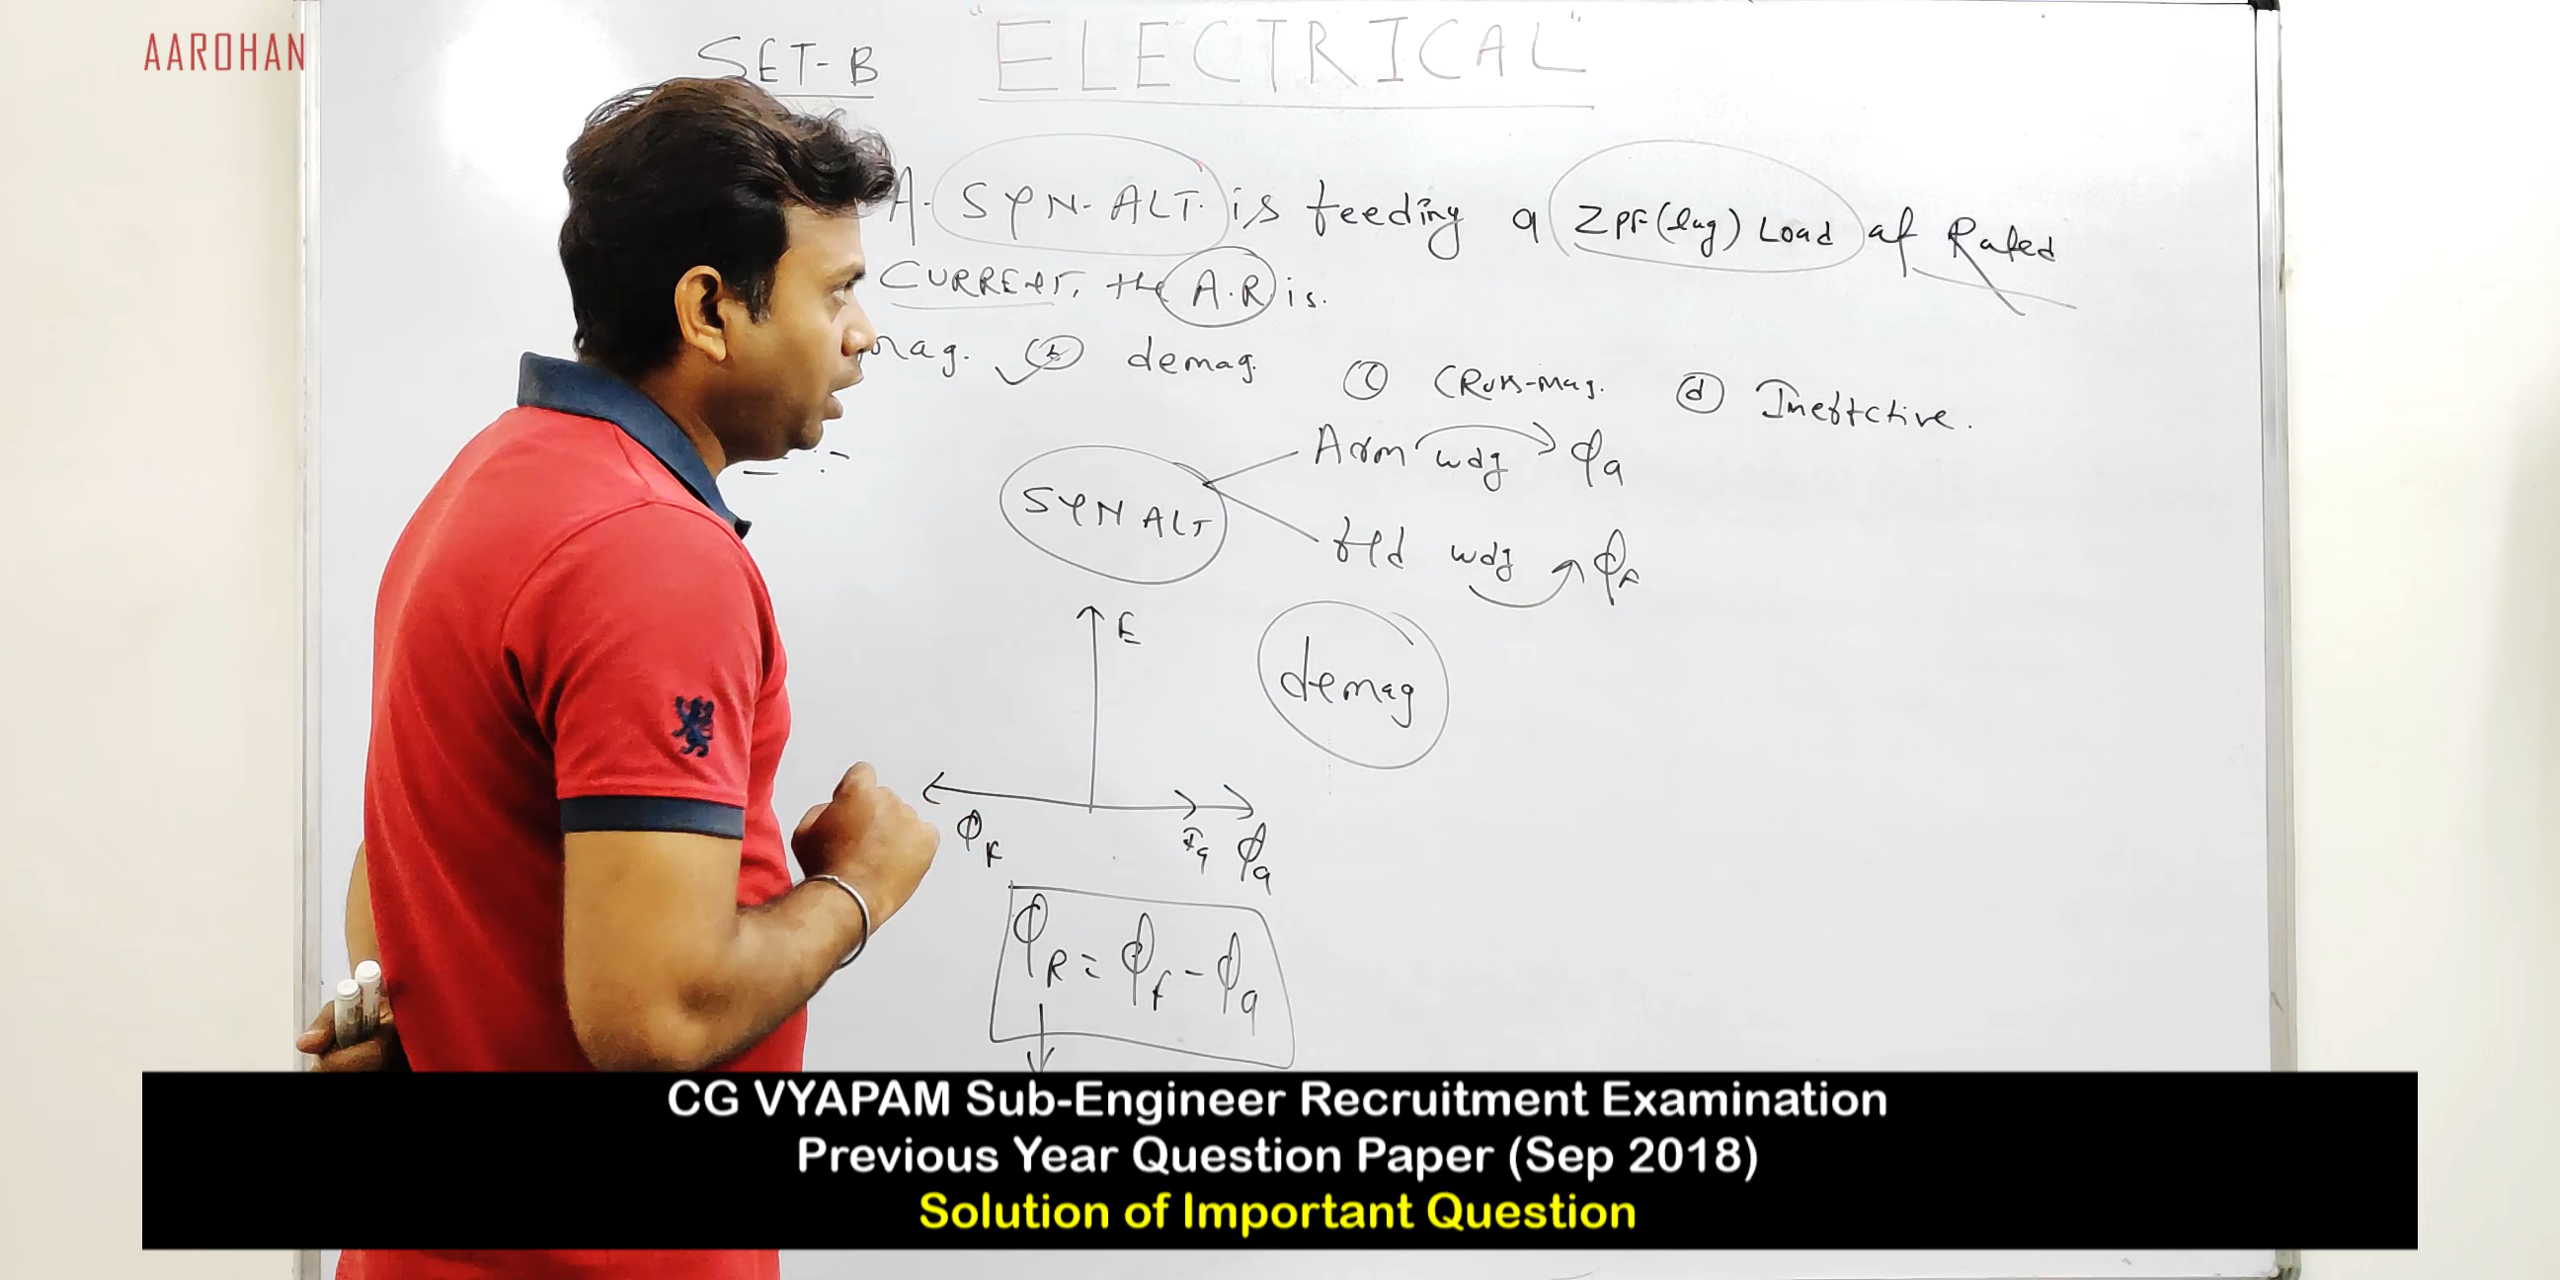 AAROHAN
SET-B "ELECTRICAL"
A. SYN-ALT. is feeding a ZPF(lag) Load at Rated
CURRENT, the A.R is.
mag. (b) demag. (c) CROSS-mag. (d) Ineffective.
SYN ALT
Arm wdg φa
fld wdg φf
E
demag
φf Ia φa
φR = φf - φa
CG VYAPAM Sub-Engineer Recruitment Examination
Previous Year Question Paper (Sep 2018)
Solution of Important Question